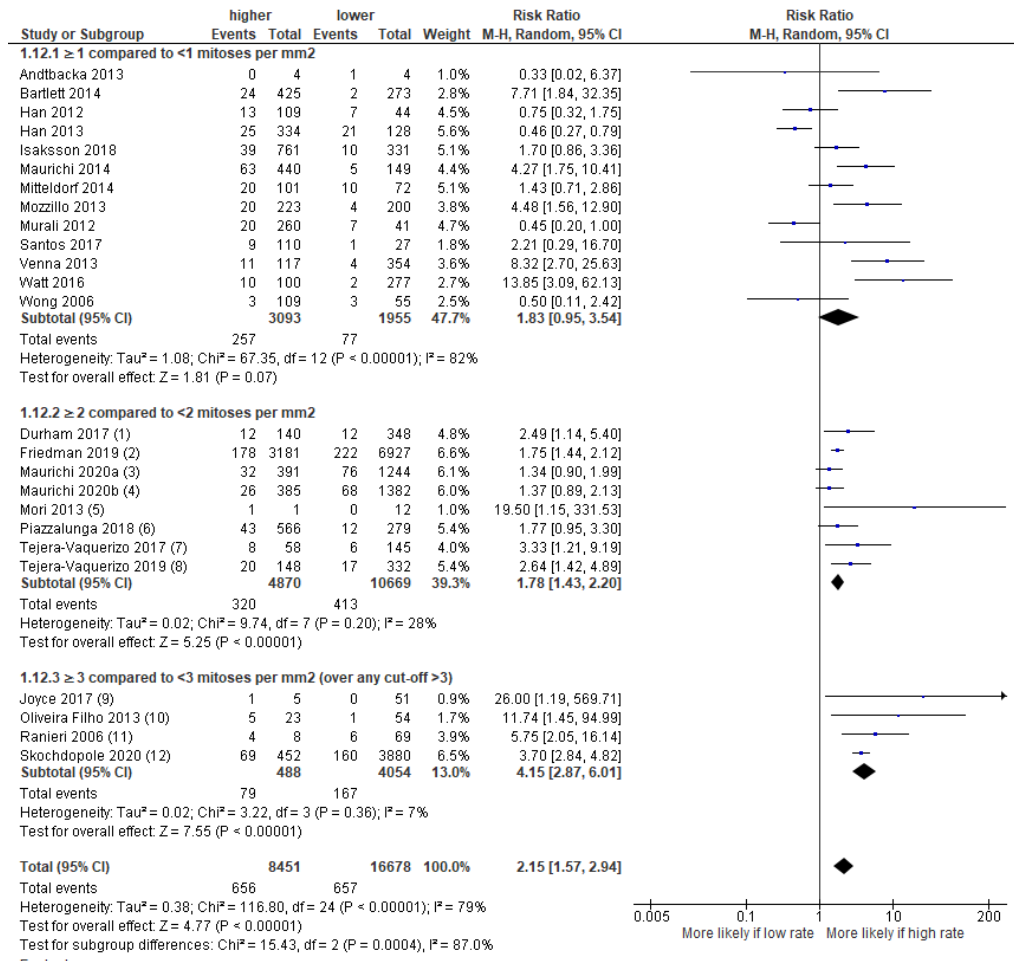 higher lower Risk Ratio Risk Ratio
Study or Subgroup Events Total Events Total Weight M-H, Random, 95% CI M-H, Random, 95% CI
1.12.1 ≥ 1 compared to <1 mitoses per mm2
Andtbacka 2013 0 4 1 4 1.0% 0.33 [0.02, 6.37]
Bartlett 2014 24 425 2 273 2.8% 7.71 [1.84, 32.35]
Han 2012 13 109 7 44 4.9% 0.75 [0.32, 1.75]
Han 2013 25 334 21 128 5.6% 0.46 [0.27, 0.79]
Isaksson 2018 39 761 10 331 5.1% 1.70 [0.86, 3.36]
Maurichi 2014 63 440 5 149 4.4% 4.27 [1.75, 10.41]
Mitteldorf 2014 20 101 10 72 5.1% 1.43 [0.71, 2.86]
Mozzillo 2013 20 223 4 200 3.8% 4.48 [1.56, 12.90]
Murali 2012 20 260 7 41 4.7% 0.45 [0.20, 1.00]
Santos 2017 9 110 1 27 1.8% 2.21 [0.29, 16.70]
Venna 2013 11 117 4 354 3.6% 8.32 [2.70, 25.63]
Watt 2016 10 100 2 277 2.7% 13.85 [3.09, 62.13]
Wong 2006 3 109 3 55 2.5% 0.50 [0.11, 2.42]
Subtotal (95% CI) 3093 1955 47.7% 1.83 [0.95, 3.54]
Total events 257 77
Heterogeneity: Tau² = 1.08; Chi² = 67.35, df = 12 (P < 0.00001); I² = 82%
Test for overall effect: Z = 1.81 (P = 0.07)
1.12.2 ≥ 2 compared to <2 mitoses per mm2
Durham 2017 (1) 12 140 12 348 4.8% 2.49 [1.14, 5.40]
Friedman 2019 (2) 178 3181 222 6927 6.6% 1.75 [1.44, 2.12]
Maurichi 2020a (3) 32 391 76 1244 6.1% 1.34 [0.90, 1.99]
Maurichi 2020b (4) 26 385 68 1382 6.0% 1.37 [0.89, 2.13]
Mori 2013 (5) 1 1 0 12 1.0% 19.50 [1.15, 331.53]
Piazzalunga 2018 (6) 43 566 12 279 5.4% 1.77 [0.95, 3.30]
Tejera-Vaquerizo 2017 (7) 8 58 6 145 4.0% 3.33 [1.21, 9.19]
Tejera-Vaquerizo 2019 (8) 20 148 17 332 5.4% 2.64 [1.42, 4.89]
Subtotal (95% CI) 4870 10669 39.3% 1.78 [1.43, 2.20]
Total events 320 413
Heterogeneity: Tau² = 0.02; Chi² = 9.74, df = 7 (P = 0.20); I² = 28%
Test for overall effect: Z = 5.25 (P < 0.00001)
1.12.3 ≥ 3 compared to <3 mitoses per mm2 (over any cut-off >3)
Joyce 2017 (9) 1 5 0 51 0.9% 26.00 [1.19, 569.71]
Oliveira Filho 2013 (10) 5 23 1 54 1.7% 11.74 [1.45, 94.99]
Ranieri 2006 (11) 4 8 6 69 3.9% 5.75 [2.05, 16.14]
Skochdopole 2020 (12) 69 452 160 3880 6.5% 3.70 [2.84, 4.82]
Subtotal (95% CI) 488 4054 13.0% 4.15 [2.87, 6.01]
Total events 79 167
Heterogeneity: Tau² = 0.02; Chi² = 3.22, df = 3 (P = 0.36); I² = 7%
Test for overall effect: Z = 7.55 (P < 0.00001)
Total (95% CI) 8451 16678 100.0% 2.15 [1.57, 2.94]
Total events 656 657
Heterogeneity: Tau² = 0.38; Chi² = 116.80, df = 24 (P < 0.00001); I² = 79%
Test for overall effect: Z = 4.77 (P < 0.00001)
Test for subgroup differences: Chi² = 15.43, df = 2 (P = 0.0004), I² = 87.0%
0.005 0.1 1 10 200
More likely if low rate More likely if high rate